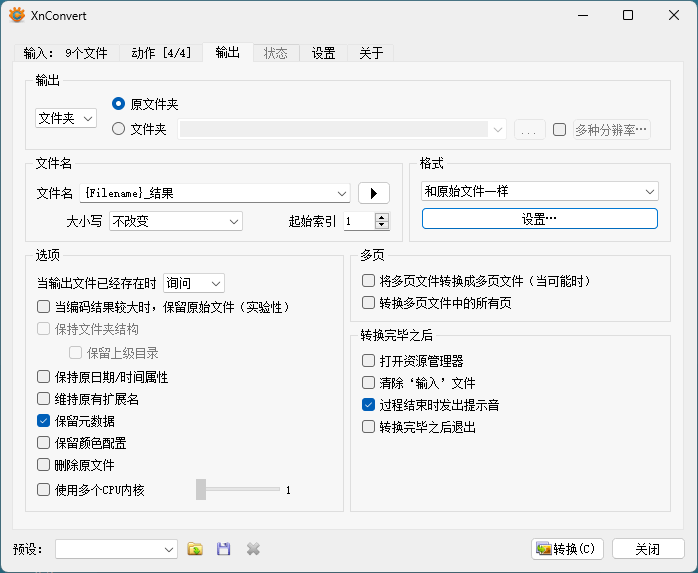 XnConvert
输入: 9个文件 动作 [4/4] 输出 状态 设置 关于
输出
文件夹 原文件夹
文件夹 ... 多种分辨率…
文件名
文件名 {Filename}_结果
大小写 不改变 起始索引 1
格式
和原始文件一样
设置…
选项
当输出文件已经存在时 询问
当编码结果较大时，保留原始文件（实验性）
保持文件夹结构
保留上级目录
保持原日期/时间属性
维持原有扩展名
保留元数据
保留颜色配置
删除原文件
使用多个CPU内核 1
多页
将多页文件转换成多页文件（当可能时）
转换多页文件中的所有页
转换完毕之后
打开资源管理器
清除‘输入’文件
过程结束时发出提示音
转换完毕之后退出
预设: 转换(C) 关闭